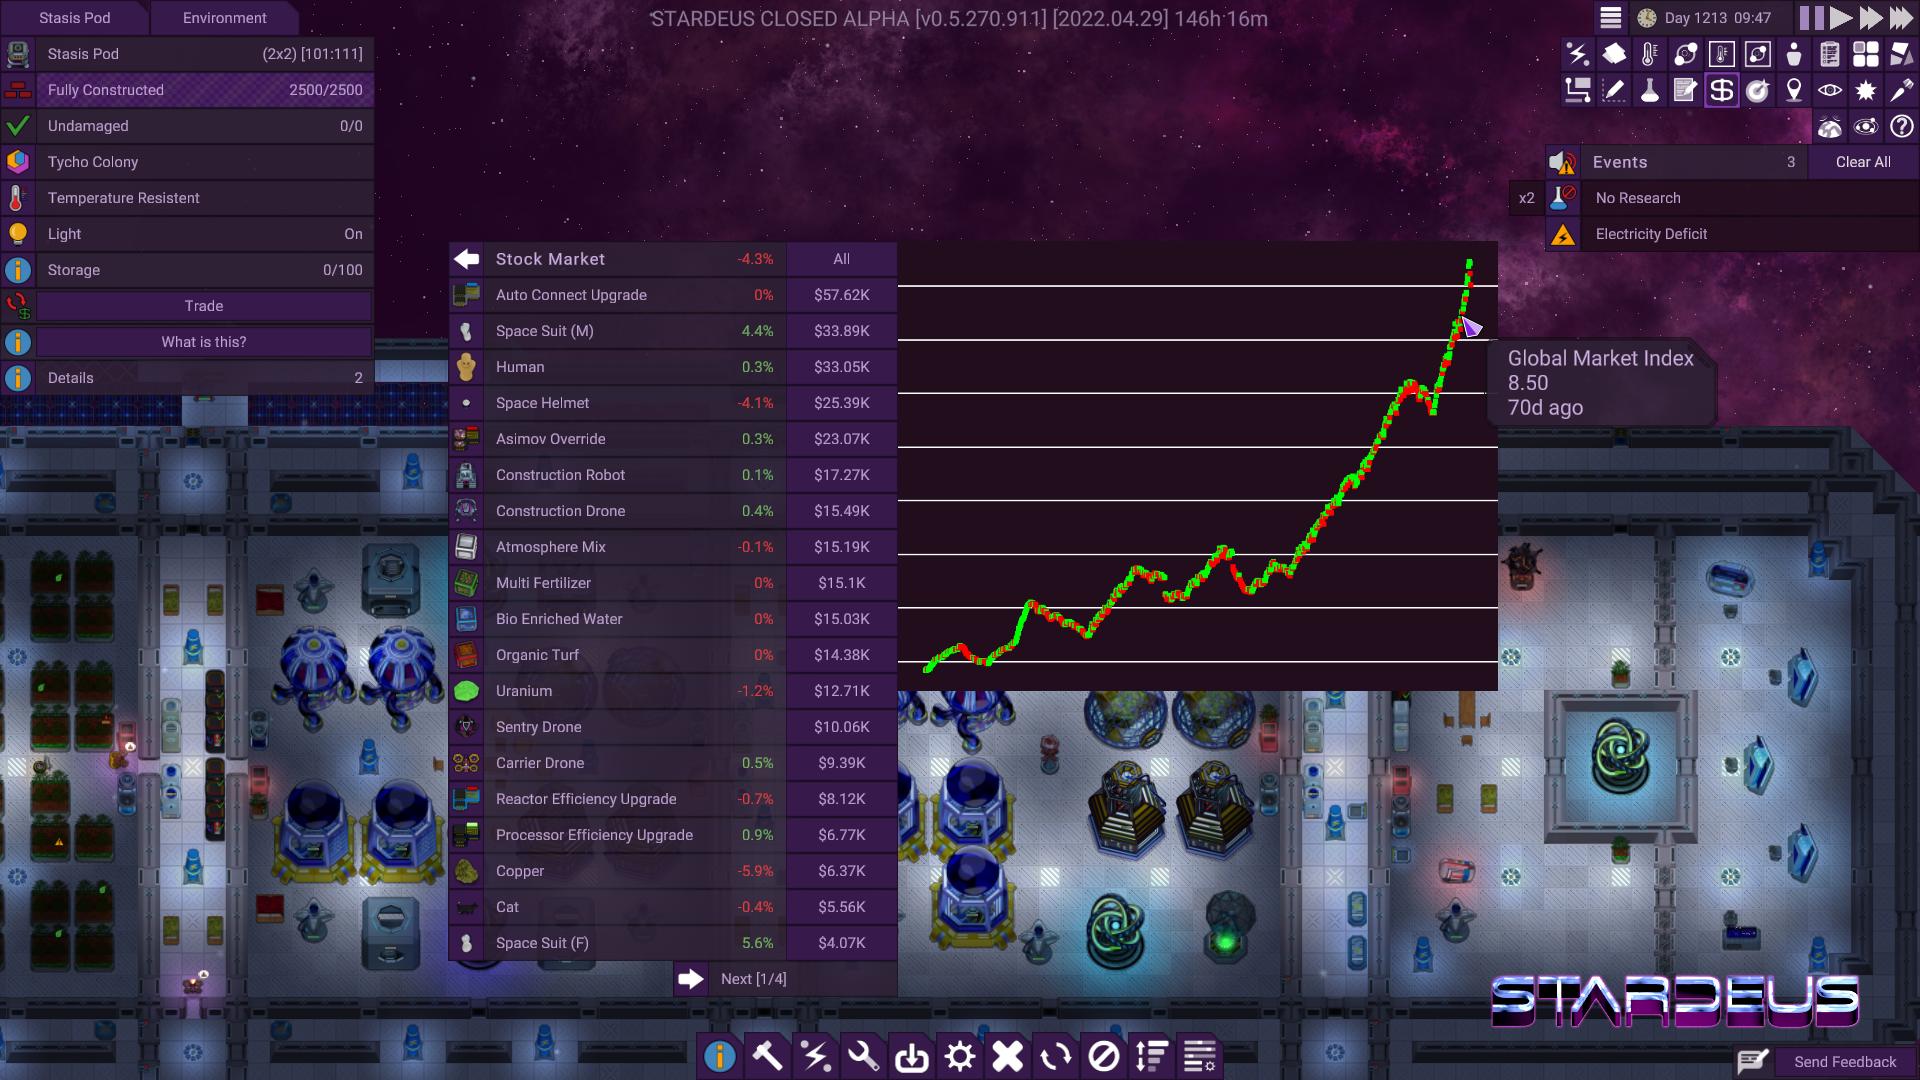 Stasis Pod
Environment
STARDEUS CLOSED ALPHA [v0.5.270.911] [2022.04.29] 146h 16m
Day 1213 09:47
Stasis Pod (2x2) [101:111]
Fully Constructed 2500/2500
Undamaged 0/0
Tycho Colony
Temperature Resistent
Light On
Storage 0/100
Trade
What is this?
Details 2
Events 3 Clear All
x2 No Research
Electricity Deficit
Stock Market -4.3% All
Auto Connect Upgrade 0% $57.62K
Space Suit (M) 4.4% $33.89K
Human 0.3% $33.05K
Space Helmet -4.1% $25.39K
Asimov Override 0.3% $23.07K
Construction Robot 0.1% $17.27K
Construction Drone 0.4% $15.49K
Atmosphere Mix -0.1% $15.19K
Multi Fertilizer 0% $15.1K
Bio Enriched Water 0% $15.03K
Organic Turf 0% $14.38K
Uranium -1.2% $12.71K
Sentry Drone $10.06K
Carrier Drone 0.5% $9.39K
Reactor Efficiency Upgrade -0.7% $8.12K
Processor Efficiency Upgrade 0.9% $6.77K
Copper -5.9% $6.37K
Cat -0.4% $5.56K
Space Suit (F) 5.6% $4.07K
Next [1/4]
Global Market Index
8.50
70d ago
STARDEUS
Send Feedback